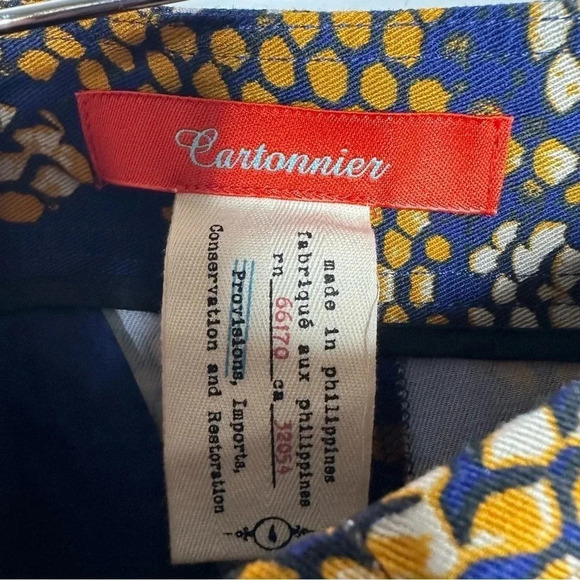 Cartonnier
made in philippines
fabriqué aux philippines
rn 66170 ca 32054
Provisions, Imports,
Conservation and Restoration